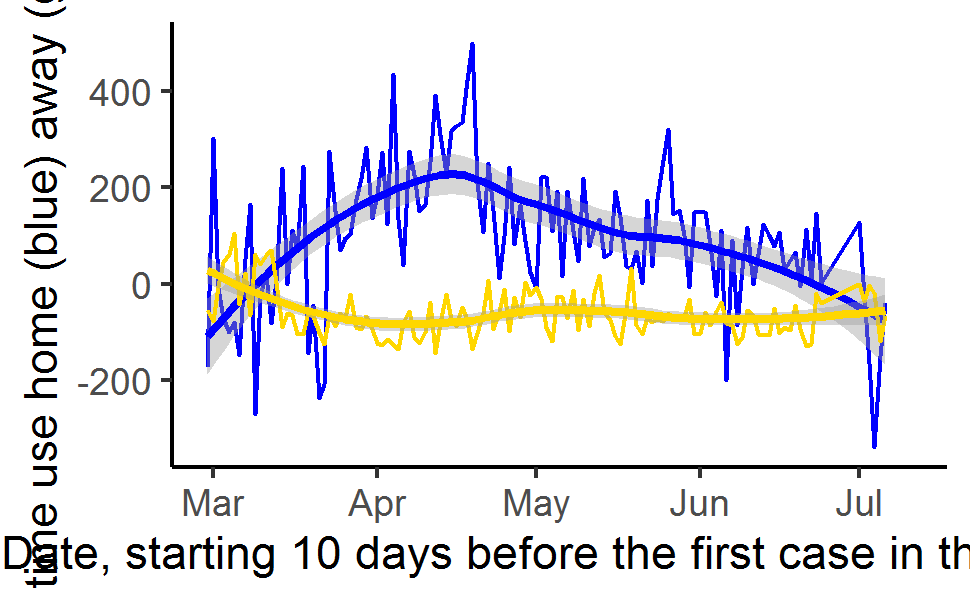 time use home (blue) away (
400
200
0
-200
Mar Apr May Jun Jul
Date, starting 10 days before the first case in th